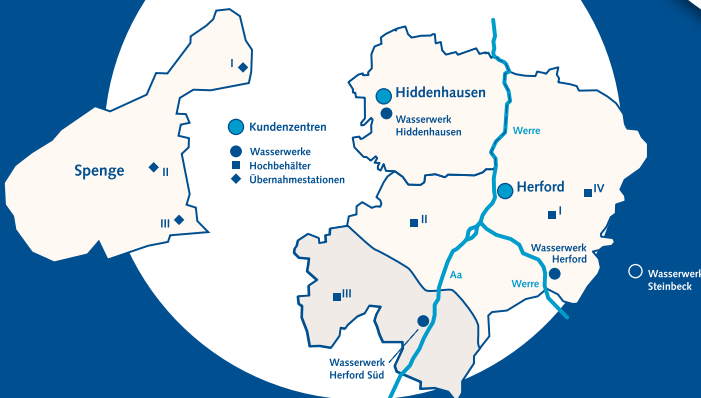 I
Hiddenhausen
Wasserwerk
Hiddenhausen
Kundenzentren
Werre
Wasserwerke
Hochbehälter
Übernahmestationen
Spenge
II
III
Herford
IV
I
II
Wasserwerk
Herford
Aa
Werre
Wasserwerk
Steinbeck
III
Wasserwerk
Herford Süd